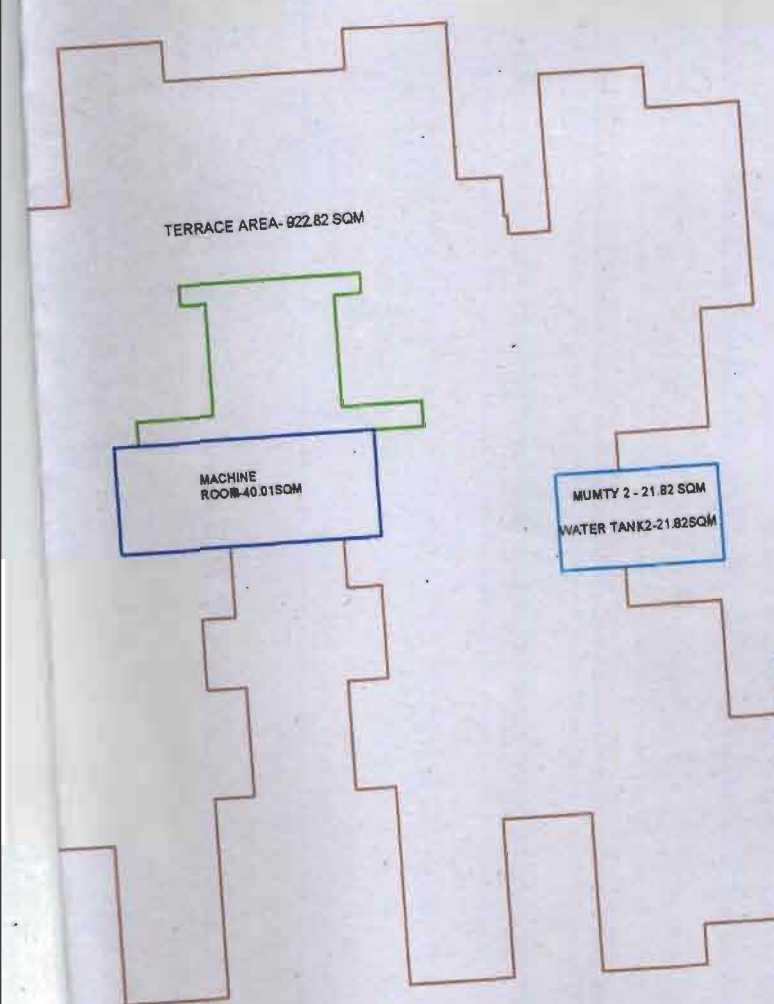 TERRACE AREA- 922.82 SQM
MACHINE
ROOM-40.01SQM
MUMTY 2 - 21.82 SQM
WATER TANK2-21.82SQM